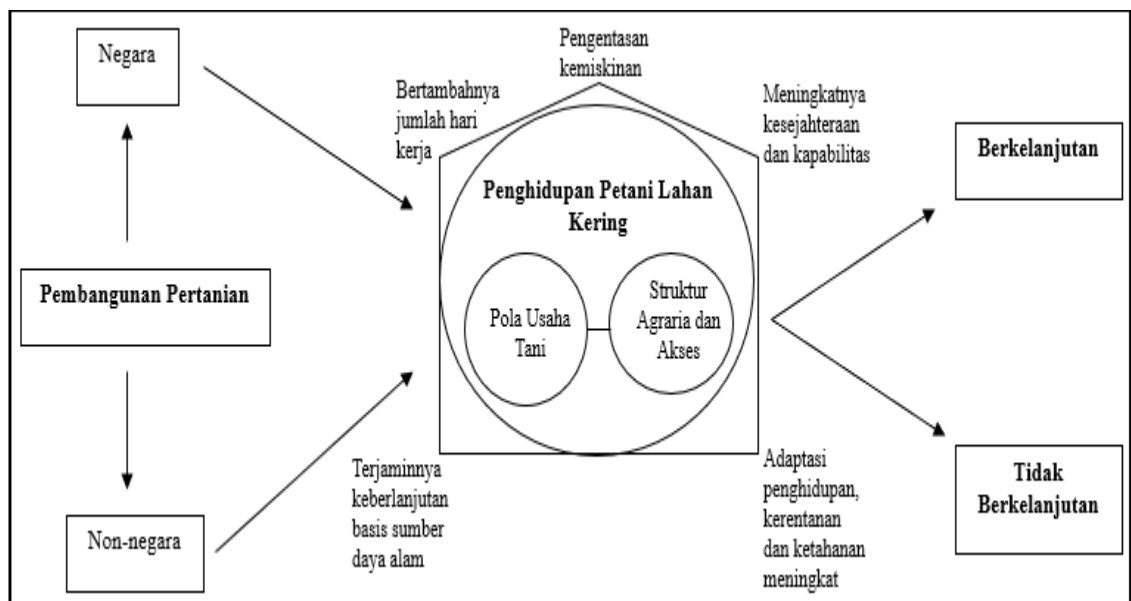 Negara
Pembangunan Pertanian
Non-negara
Pengentasan
kemiskinan
Bertambahnya
jumlah hari
kerja
Meningkatnya
kesejahteraan
dan kapabilitas
Penghidupan Petani Lahan
Kering
Pola Usaha
Tani
Struktur
Agraria dan
Akses
Terjaminnya
keberlanjutan
basis sumber
daya alam
Adaptasi
penghidupan,
kerentanan
dan ketahanan
meningkat
Berkelanjutan
Tidak
Berkelanjutan